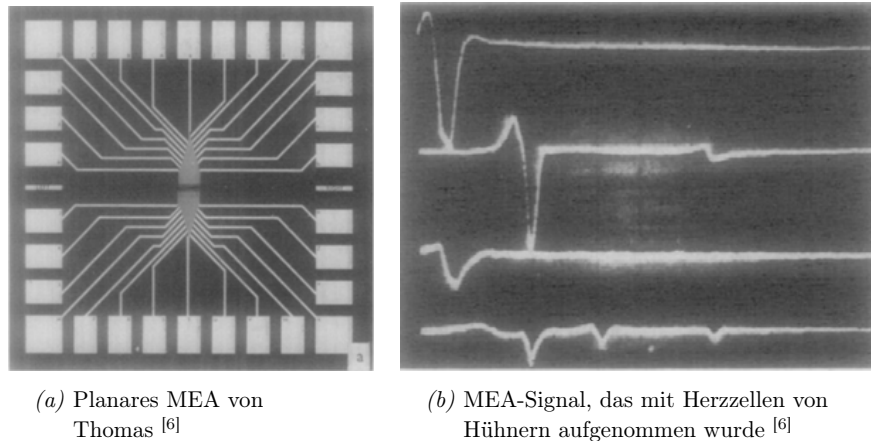 a
(a) Planares MEA von
Thomas [6]
(b) MEA-Signal, das mit Herzzellen von
Hühnern aufgenommen wurde [6]